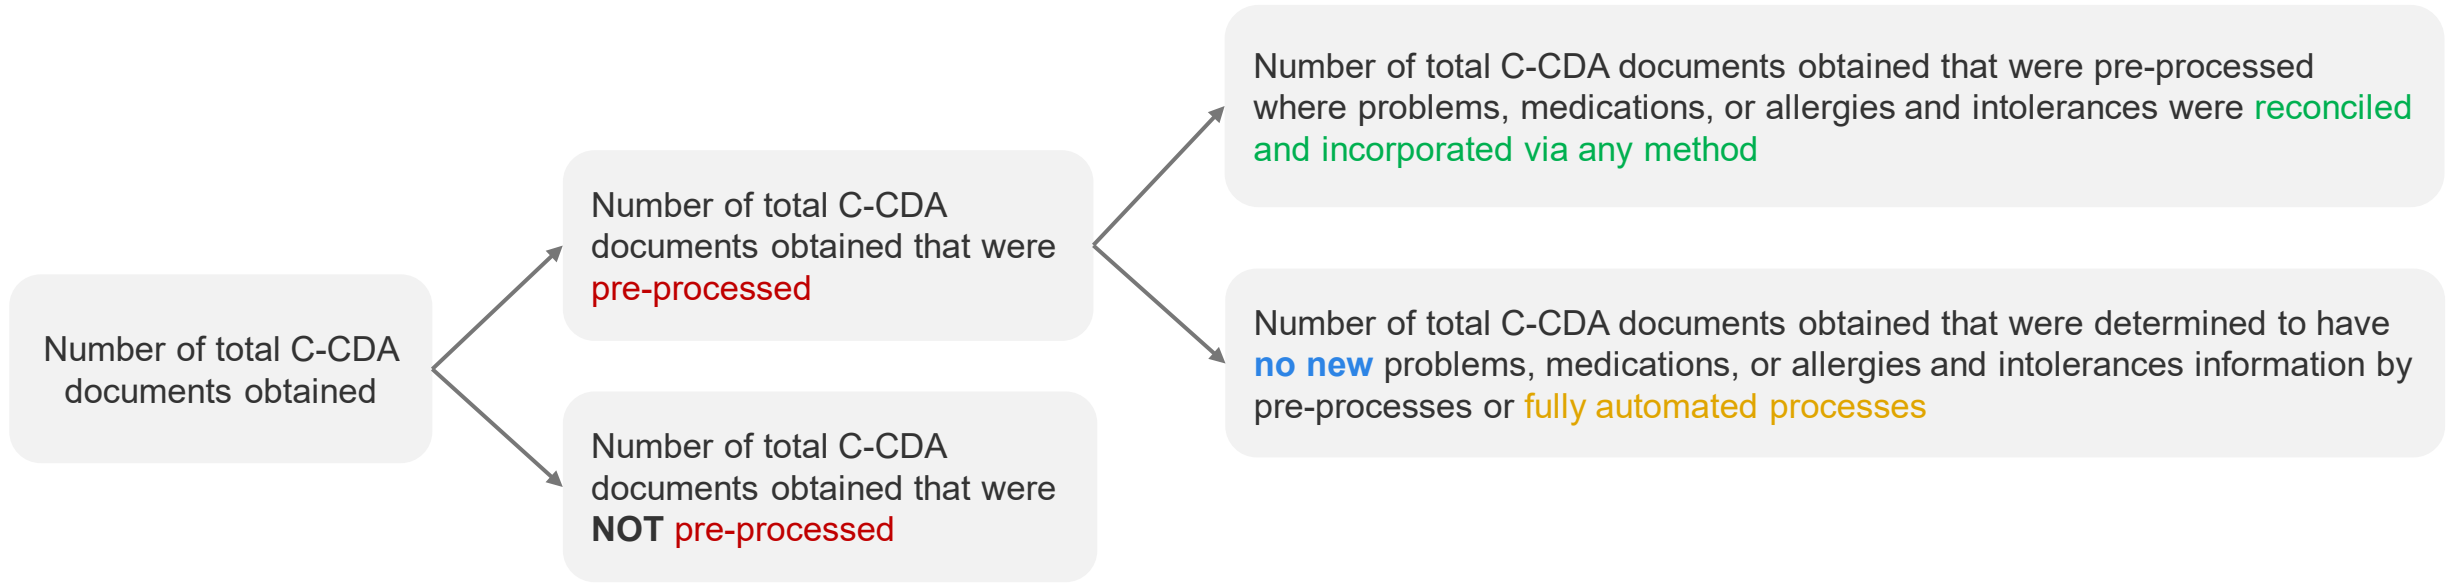 Number of total C-CDA
documents obtained
Number of total C-CDA
documents obtained that were
pre-processed
Number of total C-CDA
documents obtained that were
NOT pre-processed
Number of total C-CDA documents obtained that were pre-processed
where problems, medications, or allergies and intolerances were reconciled
and incorporated via any method
Number of total C-CDA documents obtained that were determined to have
no new problems, medications, or allergies and intolerances information by
pre-processes or fully automated processes